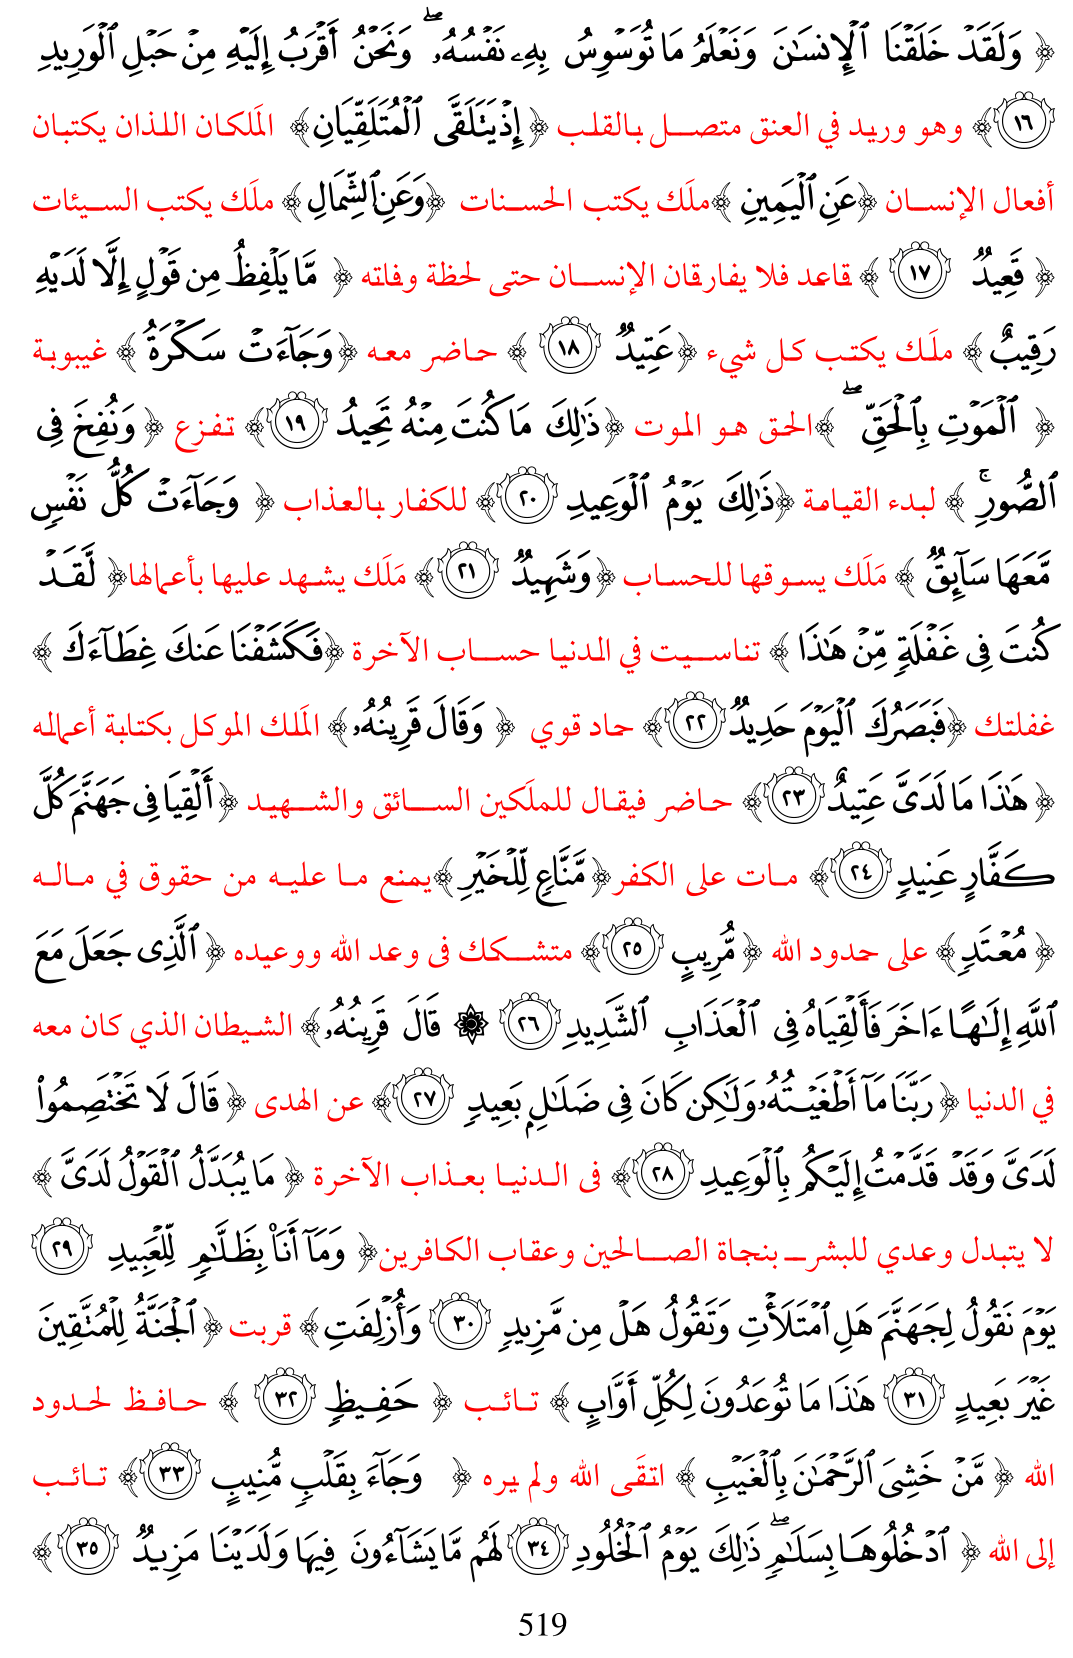 ﴿ وَلَقَدْ خَلَقْنَا ٱلْإِنسَٰنَ وَنَعْلَمُ مَا تُوَسْوِسُ بِهِۦ نَفْسُهُۥ ۖ وَنَحْنُ أَقْرَبُ إِلَيْهِ مِنْ حَبْلِ ٱلْوَرِيدِ
١٦﴾ وهو وريد في العنق متصل بالقلب ﴿إِذْ يَتَلَقَّى ٱلْمُتَلَقِّيَانِ﴾ الملَكان اللذان يكتبان
أفعال الإنسان ﴿عَنِ ٱلْيَمِينِ ﴾ملَك يكتب الحسنات ﴿وَعَنِ ٱلشِّمَالِ﴾ ملَك يكتب السيئات
﴿ قَعِيدٌ ١٧ ﴾ قاعد فلا يفارقان الإنسان حتى لحظة وفاته ﴿ مَّا يَلْفِظُ مِن قَوْلٍ إِلَّا لَدَيْهِ
رَقِيبٌ﴾ ملَك يكتب كل شيء ﴿عَتِيدٌ ١٨ ﴾ حاضر معه ﴿وَجَآءَتْ سَكْرَةُ ﴾ غيبوبة
﴿ ٱلْمَوْتِ بِٱلْحَقِّ ۖ ﴾الحق هو الموت ﴿ذَٰلِكَ مَا كُنتَ مِنْهُ تَحِيدُ ١٩﴾ تفزع ﴿ وَنُفِخَ فِى
ٱلصُّورِ ۚ ﴾ لبدء القيامة ﴿ذَٰلِكَ يَوْمُ ٱلْوَعِيدِ ٢٠﴾ للكفار بالعذاب ﴿ وَجَآءَتْ كُلُّ نَفْسٍ
مَّعَهَا سَآئِقٌ ﴾ مَلَك يسوقها للحساب ﴿وَشَهِيدٌ ٢١﴾ مَلَك يشهد عليها بأعمالها﴿ لَّقَدْ
كُنتَ فِى غَفْلَةٍ مِّنْ هَٰذَا ﴾ تناسيت في الدنيا حساب الآخرة ﴿فَكَشَفْنَا عَنكَ غِطَآءَكَ ﴾
غفلتك ﴿فَبَصَرُكَ ٱلْيَوْمَ حَدِيدٌ ٢٢﴾ حاد قوي ﴿ وَقَالَ قَرِينُهُۥ﴾ الملَك الموكل بكتابة أعماله
﴿ هَٰذَا مَا لَدَىَّ عَتِيدٌ ٢٣﴾ حاضر فيقال للملَكين السائق والشهيد ﴿أَلْقِيَا فِى جَهَنَّمَ كُلَّ
كَفَّارٍ عَنِيدٍ ٢٤﴾ مات على الكفر﴿ مَّنَّاعٍ لِّلْخَيْرِ ﴾يمنع ما عليه من حقوق في ماله
﴿ مُعْتَدٍ﴾ على حدود الله ﴿مُّرِيبٍ ٢٥﴾ متشكك فى وعد الله ووعيده ﴿ ٱلَّذِى جَعَلَ مَعَ
ٱللَّهِ إِلَٰهًا ءَاخَرَ فَأَلْقِيَاهُ فِى ٱلْعَذَابِ ٱلشَّدِيدِ ٢٦ ۞ قَالَ قَرِينُهُۥ﴾ الشيطان الذي كان معه
في الدنيا ﴿ رَبَّنَا مَآ أَطْغَيْتُهُۥ وَلَٰكِن كَانَ فِى ضَلَٰلٍۭ بَعِيدٍ ٢٧﴾ عن الهدى ﴿ قَالَ لَا تَخْتَصِمُوا۟
لَدَىَّ وَقَدْ قَدَّمْتُ إِلَيْكُم بِٱلْوَعِيدِ ٢٨﴾ فى الدنيا بعذاب الآخرة ﴿ مَا يُبَدَّلُ ٱلْقَوْلُ لَدَىَّ ﴾
لا يتبدل وعدي للبشر بنجاة الصالحين وعقاب الكافرين﴿ وَمَآ أَنَا۠ بِظَلَّٰمٍ لِّلْعَبِيدِ ٢٩
يَوْمَ نَقُولُ لِجَهَنَّمَ هَلِ ٱمْتَلَأْتِ وَتَقُولُ هَلْ مِن مَّزِيدٍ ٣٠ وَأُزْلِفَتِ﴾ قربت ﴿ٱلْجَنَّةُ لِلْمُتَّقِينَ
غَيْرَ بَعِيدٍ ٣١ هَٰذَا مَا تُوعَدُونَ لِكُلِّ أَوَّابٍ ﴾ تائب ﴿ حَفِيظٍ ٣٢ ﴾ حافظ لحدود
الله ﴿ مَّنْ خَشِىَ ٱلرَّحْمَٰنَ بِٱلْغَيْبِ ﴾ اتقَى الله ولم يره ﴿ وَجَآءَ بِقَلْبٍ مُّنِيبٍ ٣٣﴾ تائب
إلى الله ﴿ ٱدْخُلُوهَا بِسَلَٰمٍ ۖ ذَٰلِكَ يَوْمُ ٱلْخُلُودِ ٣٤ لَهُم مَّا يَشَآءُونَ فِيهَا وَلَدَيْنَا مَزِيدٌ ٣٥ ﴾
519